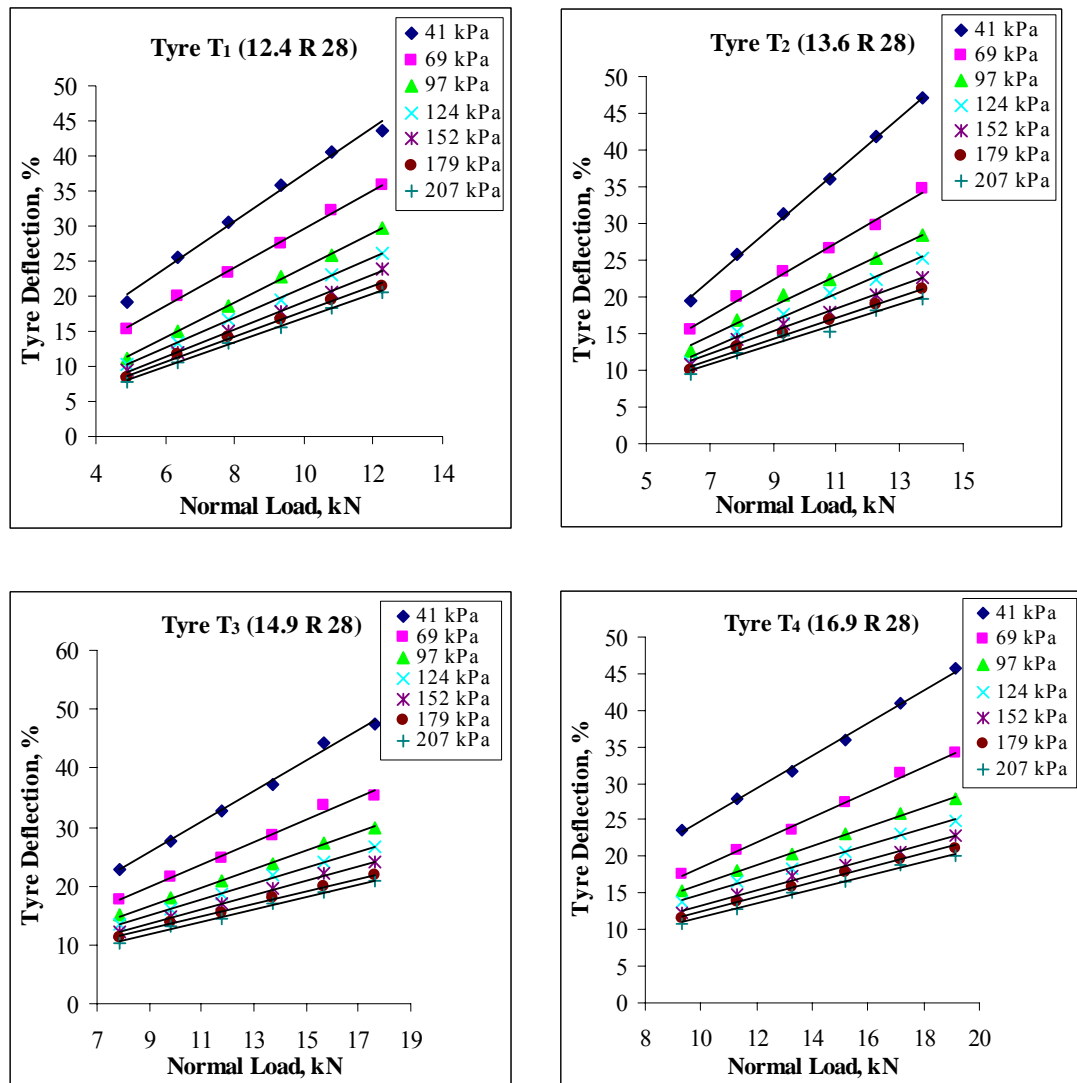 Tyre T1 (12.4 R 28)
41 kPa
69 kPa
97 kPa
124 kPa
152 kPa
179 kPa
207 kPa
Tyre Deflection, %
50
45
40
35
30
25
20
15
10
5
0
4 6 8 10 12 14
Normal Load, kN
Tyre T2 (13.6 R 28)
41 kPa
69 kPa
97 kPa
124 kPa
152 kPa
179 kPa
207 kPa
Tyre Deflection, %
50
45
40
35
30
25
20
15
10
5
0
5 7 9 11 13 15
Normal Load, kN
Tyre T3 (14.9 R 28)
41 kPa
69 kPa
97 kPa
124 kPa
152 kPa
179 kPa
207 kPa
Tyre Deflection, %
60
50
40
30
20
10
0
7 9 11 13 15 17 19
Normal Load, kN
Tyre T4 (16.9 R 28)
41 kPa
69 kPa
97 kPa
124 kPa
152 kPa
179 kPa
207 kPa
Tyre Deflection, %
50
45
40
35
30
25
20
15
10
5
0
8 10 12 14 16 18 20
Normal Load, kN